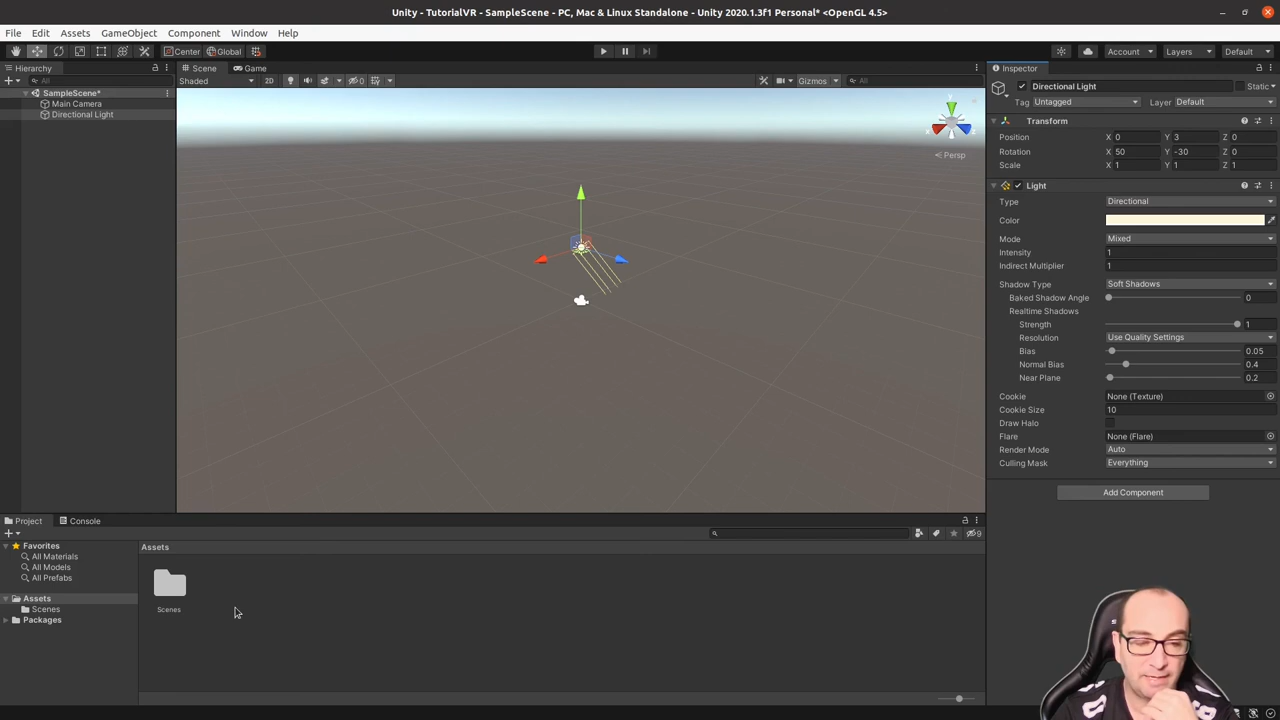 Unity - TutorialVR - SampleScene - PC, Mac & Linux Standalone - Unity 2020.1.3f1 Personal* <OpenGL 4.5>
File Edit Assets GameObject Component Window Help
Center Global Account Layers Default
Hierarchy
All
SampleScene*
Main Camera
Directional Light
Scene Game
Shaded 2D 0 Gizmos All
Persp
Inspector
Directional Light Static
Tag Untagged Layer Default
Transform
Position X 0 Y 3 Z 0
Rotation X 50 Y -30 Z 0
Scale X 1 Y 1 Z 1
Light
Type Directional
Color
Mode Mixed
Intensity 1
Indirect Multiplier 1
Shadow Type Soft Shadows
Baked Shadow Angle 0
Realtime Shadows
Strength 1
Resolution Use Quality Settings
Bias 0.05
Normal Bias 0.4
Near Plane 0.2
Cookie None (Texture)
Cookie Size 10
Draw Halo
Flare None (Flare)
Render Mode Auto
Culling Mask Everything
Add Component
Project Console
9
Favorites
All Materials
All Models
All Prefabs
Assets
Scenes
Packages
Assets
Scenes